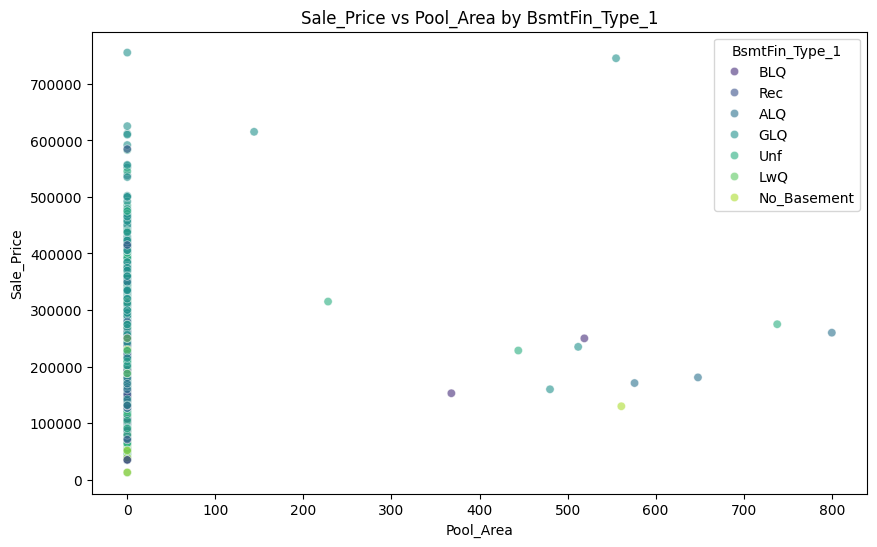 Sale_Price vs Pool_Area by BsmtFin_Type_1
BsmtFin_Type_1
BLQ
Rec
ALQ
GLQ
Unf
LwQ
No_Basement
Sale_Price
700000
600000
500000
400000
300000
200000
100000
0
0 100 200 300 400 500 600 700 800
Pool_Area